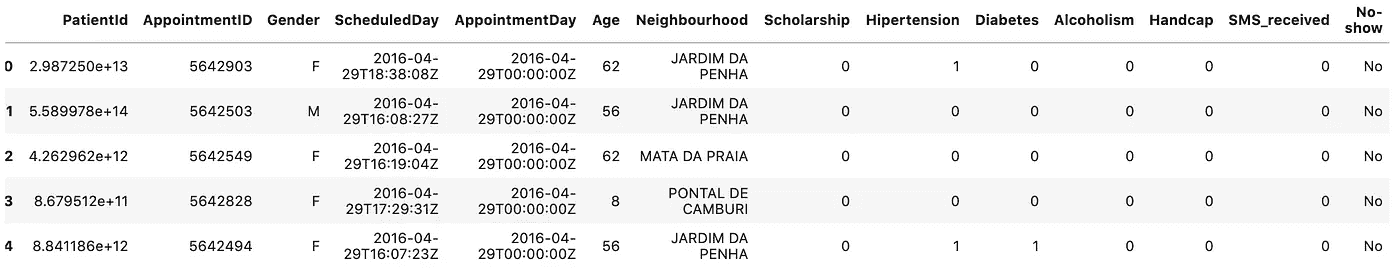 PatientId AppointmentID Gender ScheduledDay AppointmentDay Age Neighbourhood Scholarship Hipertension Diabetes Alcoholism Handcap SMS_received No-show
0 2.987250e+13 5642903 F 2016-04-29T18:38:08Z 2016-04-29T00:00:00Z 62 JARDIM DA PENHA 0 1 0 0 0 0 No
1 5.589978e+14 5642503 M 2016-04-29T16:08:27Z 2016-04-29T00:00:00Z 56 JARDIM DA PENHA 0 0 0 0 0 0 No
2 4.262962e+12 5642549 F 2016-04-29T16:19:04Z 2016-04-29T00:00:00Z 62 MATA DA PRAIA 0 0 0 0 0 0 No
3 8.679512e+11 5642828 F 2016-04-29T17:29:31Z 2016-04-29T00:00:00Z 8 PONTAL DE CAMBURI 0 0 0 0 0 0 No
4 8.841186e+12 5642494 F 2016-04-29T16:07:23Z 2016-04-29T00:00:00Z 56 JARDIM DA PENHA 0 1 1 0 0 0 No